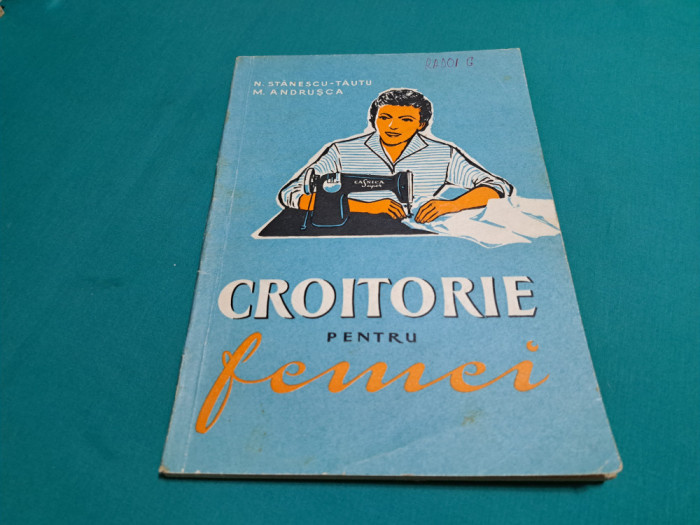 N. STĂNESCU-TĂUTU
M. ANDRUȘCA
CROITORIE
PENTRU
femei